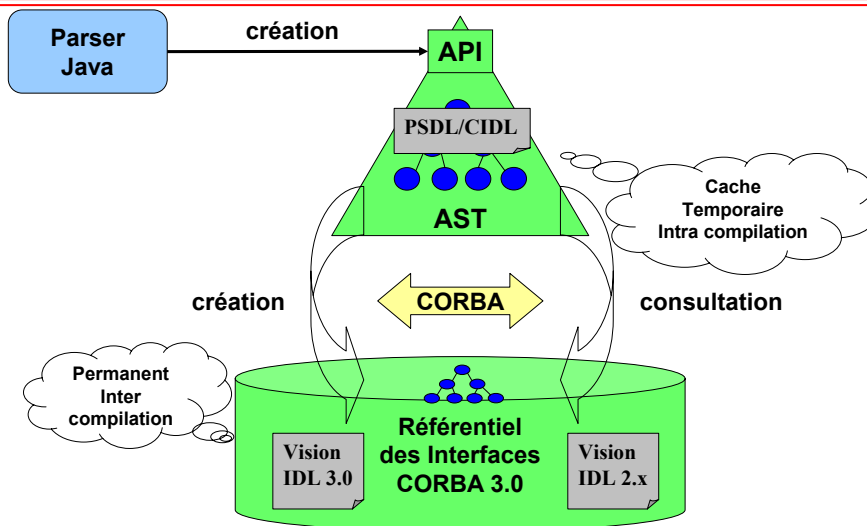 Parser
Java
création
API
PSDL/CIDL
AST
Cache
Temporaire
Intra compilation
création
CORBA
consultation
Permanent
Inter
compilation
Référentiel
des Interfaces
CORBA 3.0
Vision
IDL 3.0
Vision
IDL 2.x